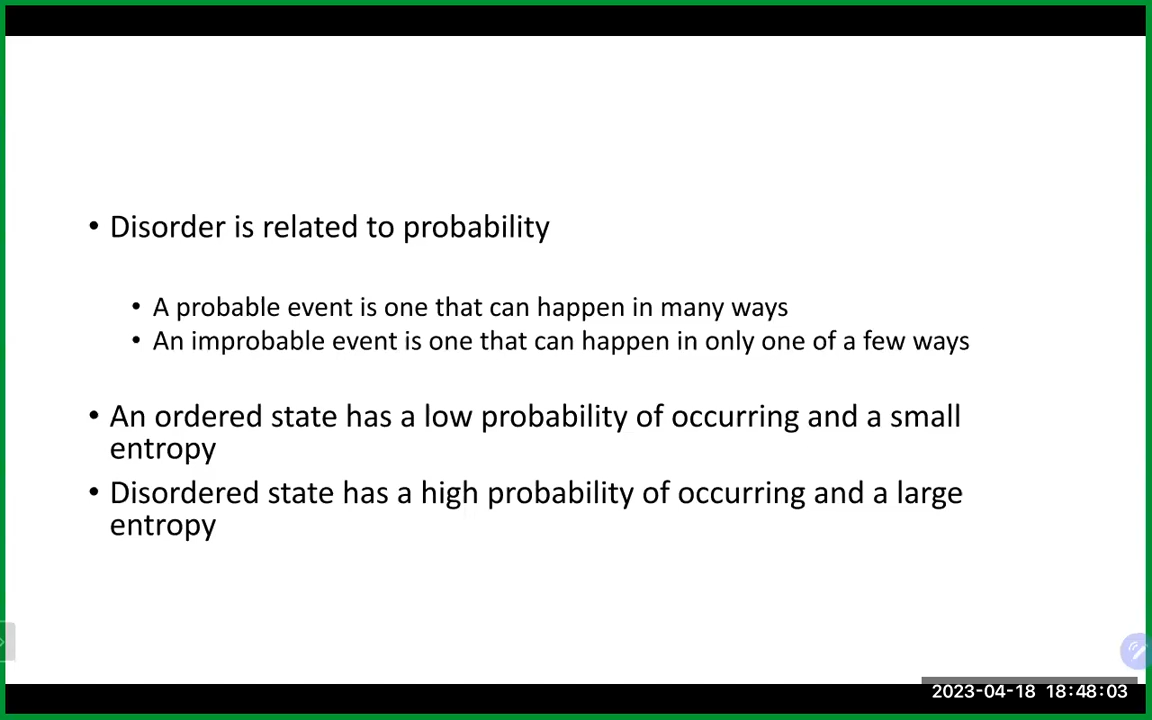 • Disorder is related to probability
• A probable event is one that can happen in many ways
• An improbable event is one that can happen in only one of a few ways
• An ordered state has a low probability of occurring and a small
entropy
• Disordered state has a high probability of occurring and a large
entropy
2023-04-18 18:48:03